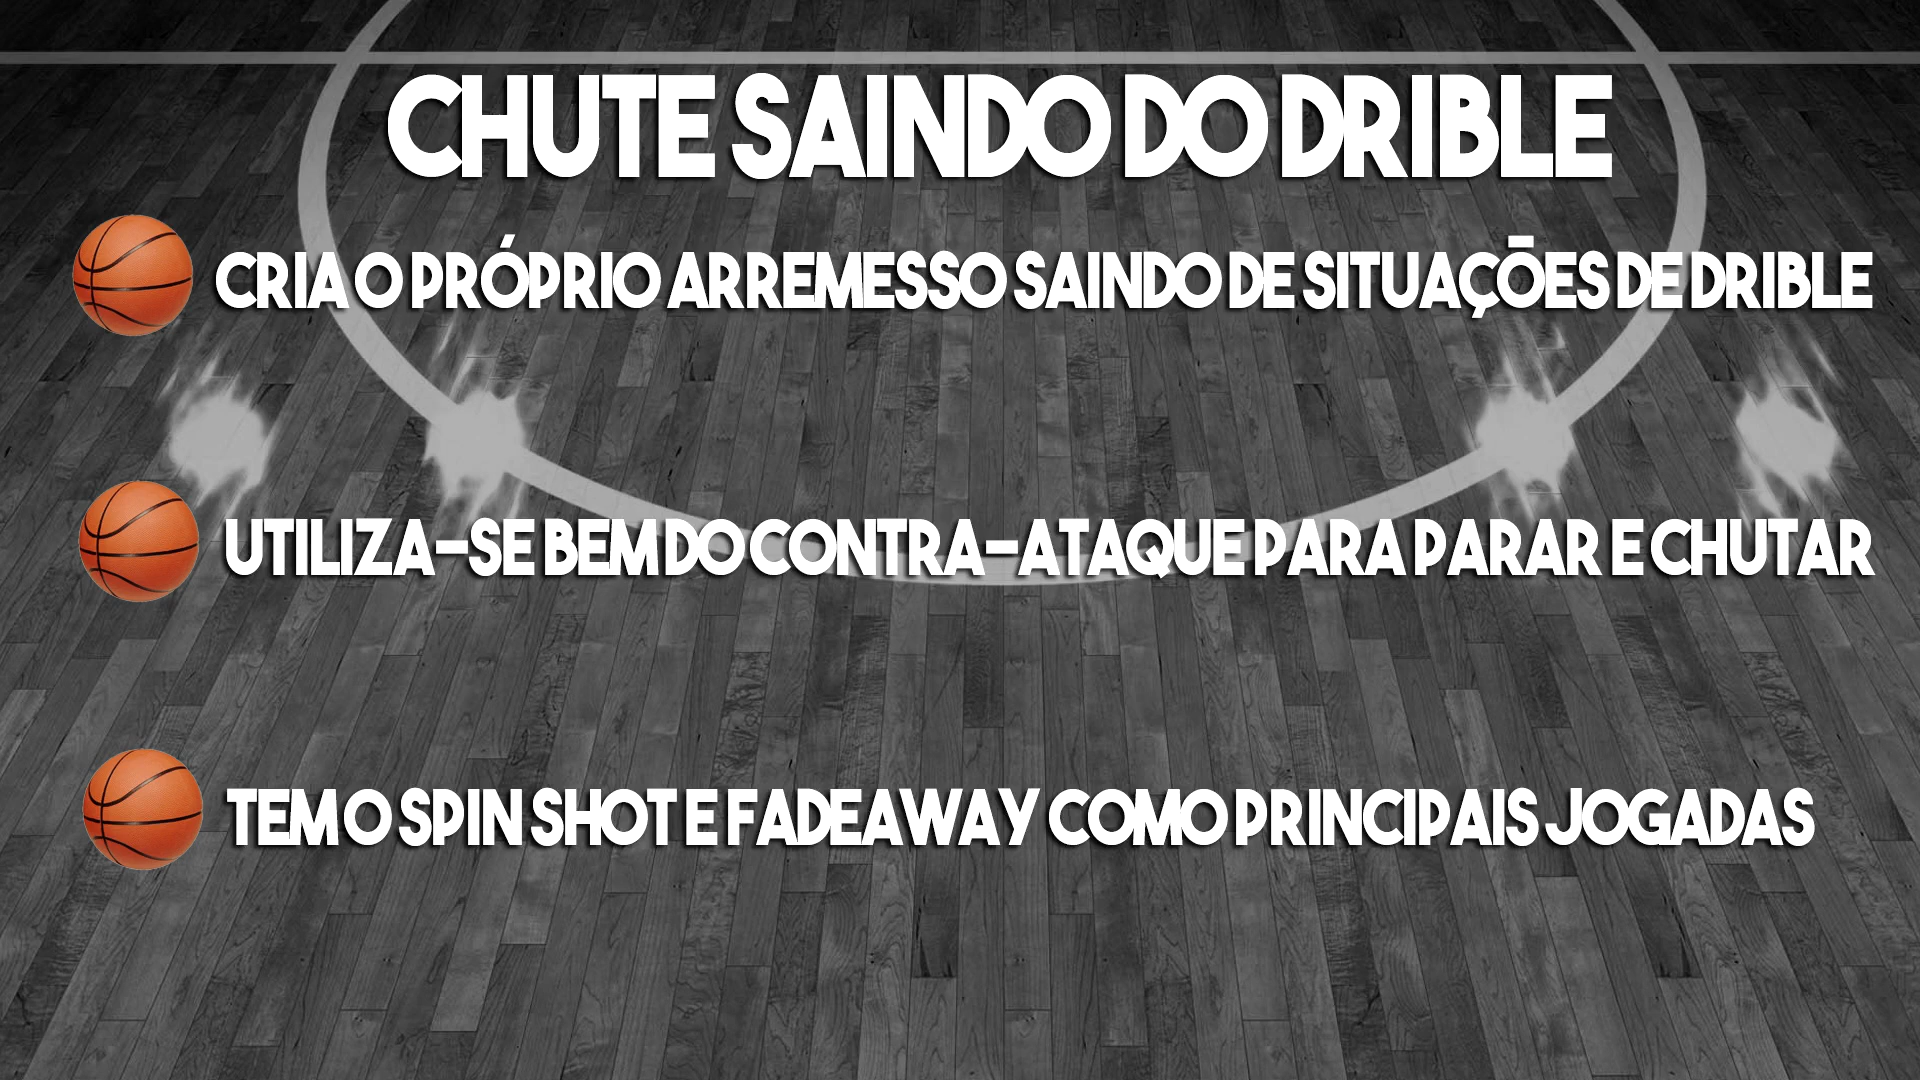 CHUTE SAINDO DO DRIBLE
CRIA O PRÓPRIO ARREMESSO SAINDO DE SITUAÇÕES DE DRIBLE
UTILIZA-SE BEM DO CONTRA-ATAQUE PARA PARAR E CHUTAR
TEM O SPIN SHOT E FADEAWAY COMO PRINCIPAIS JOGADAS